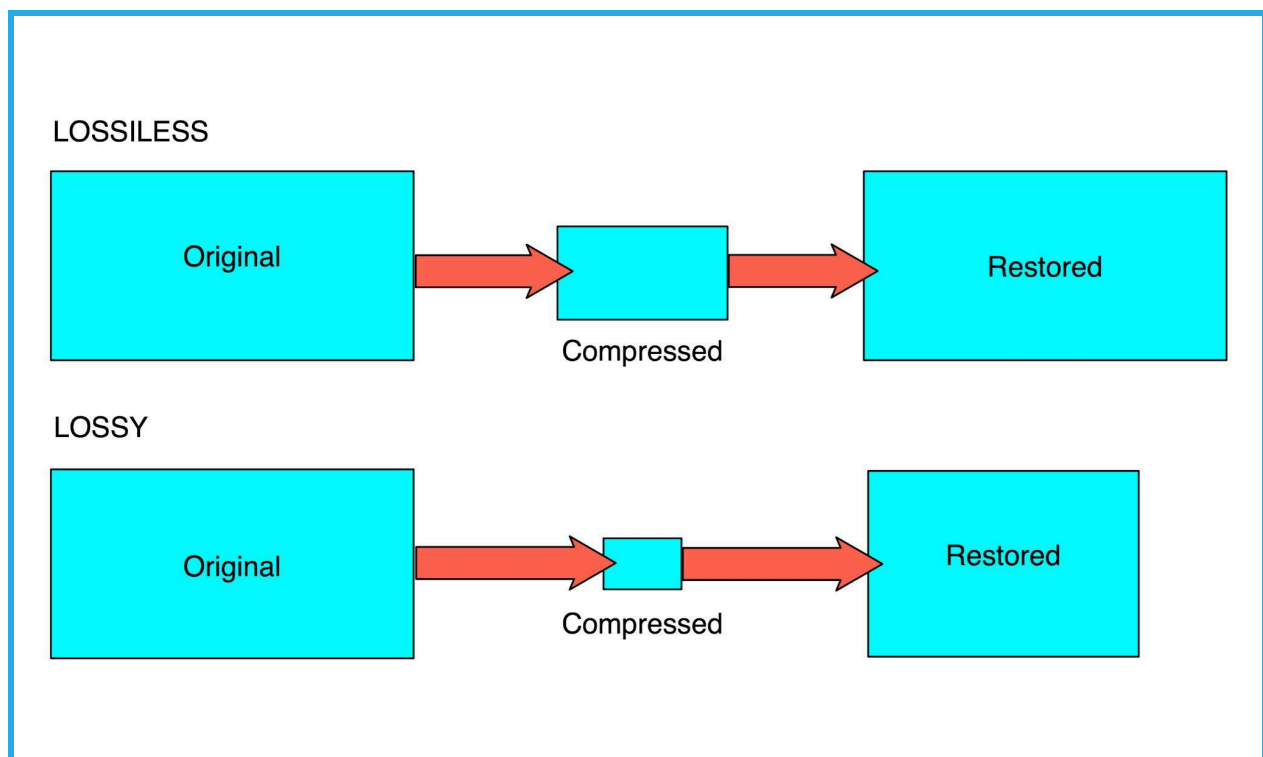 LOSSILESS
Original
Compressed
Restored
LOSSY
Original
Compressed
Restored